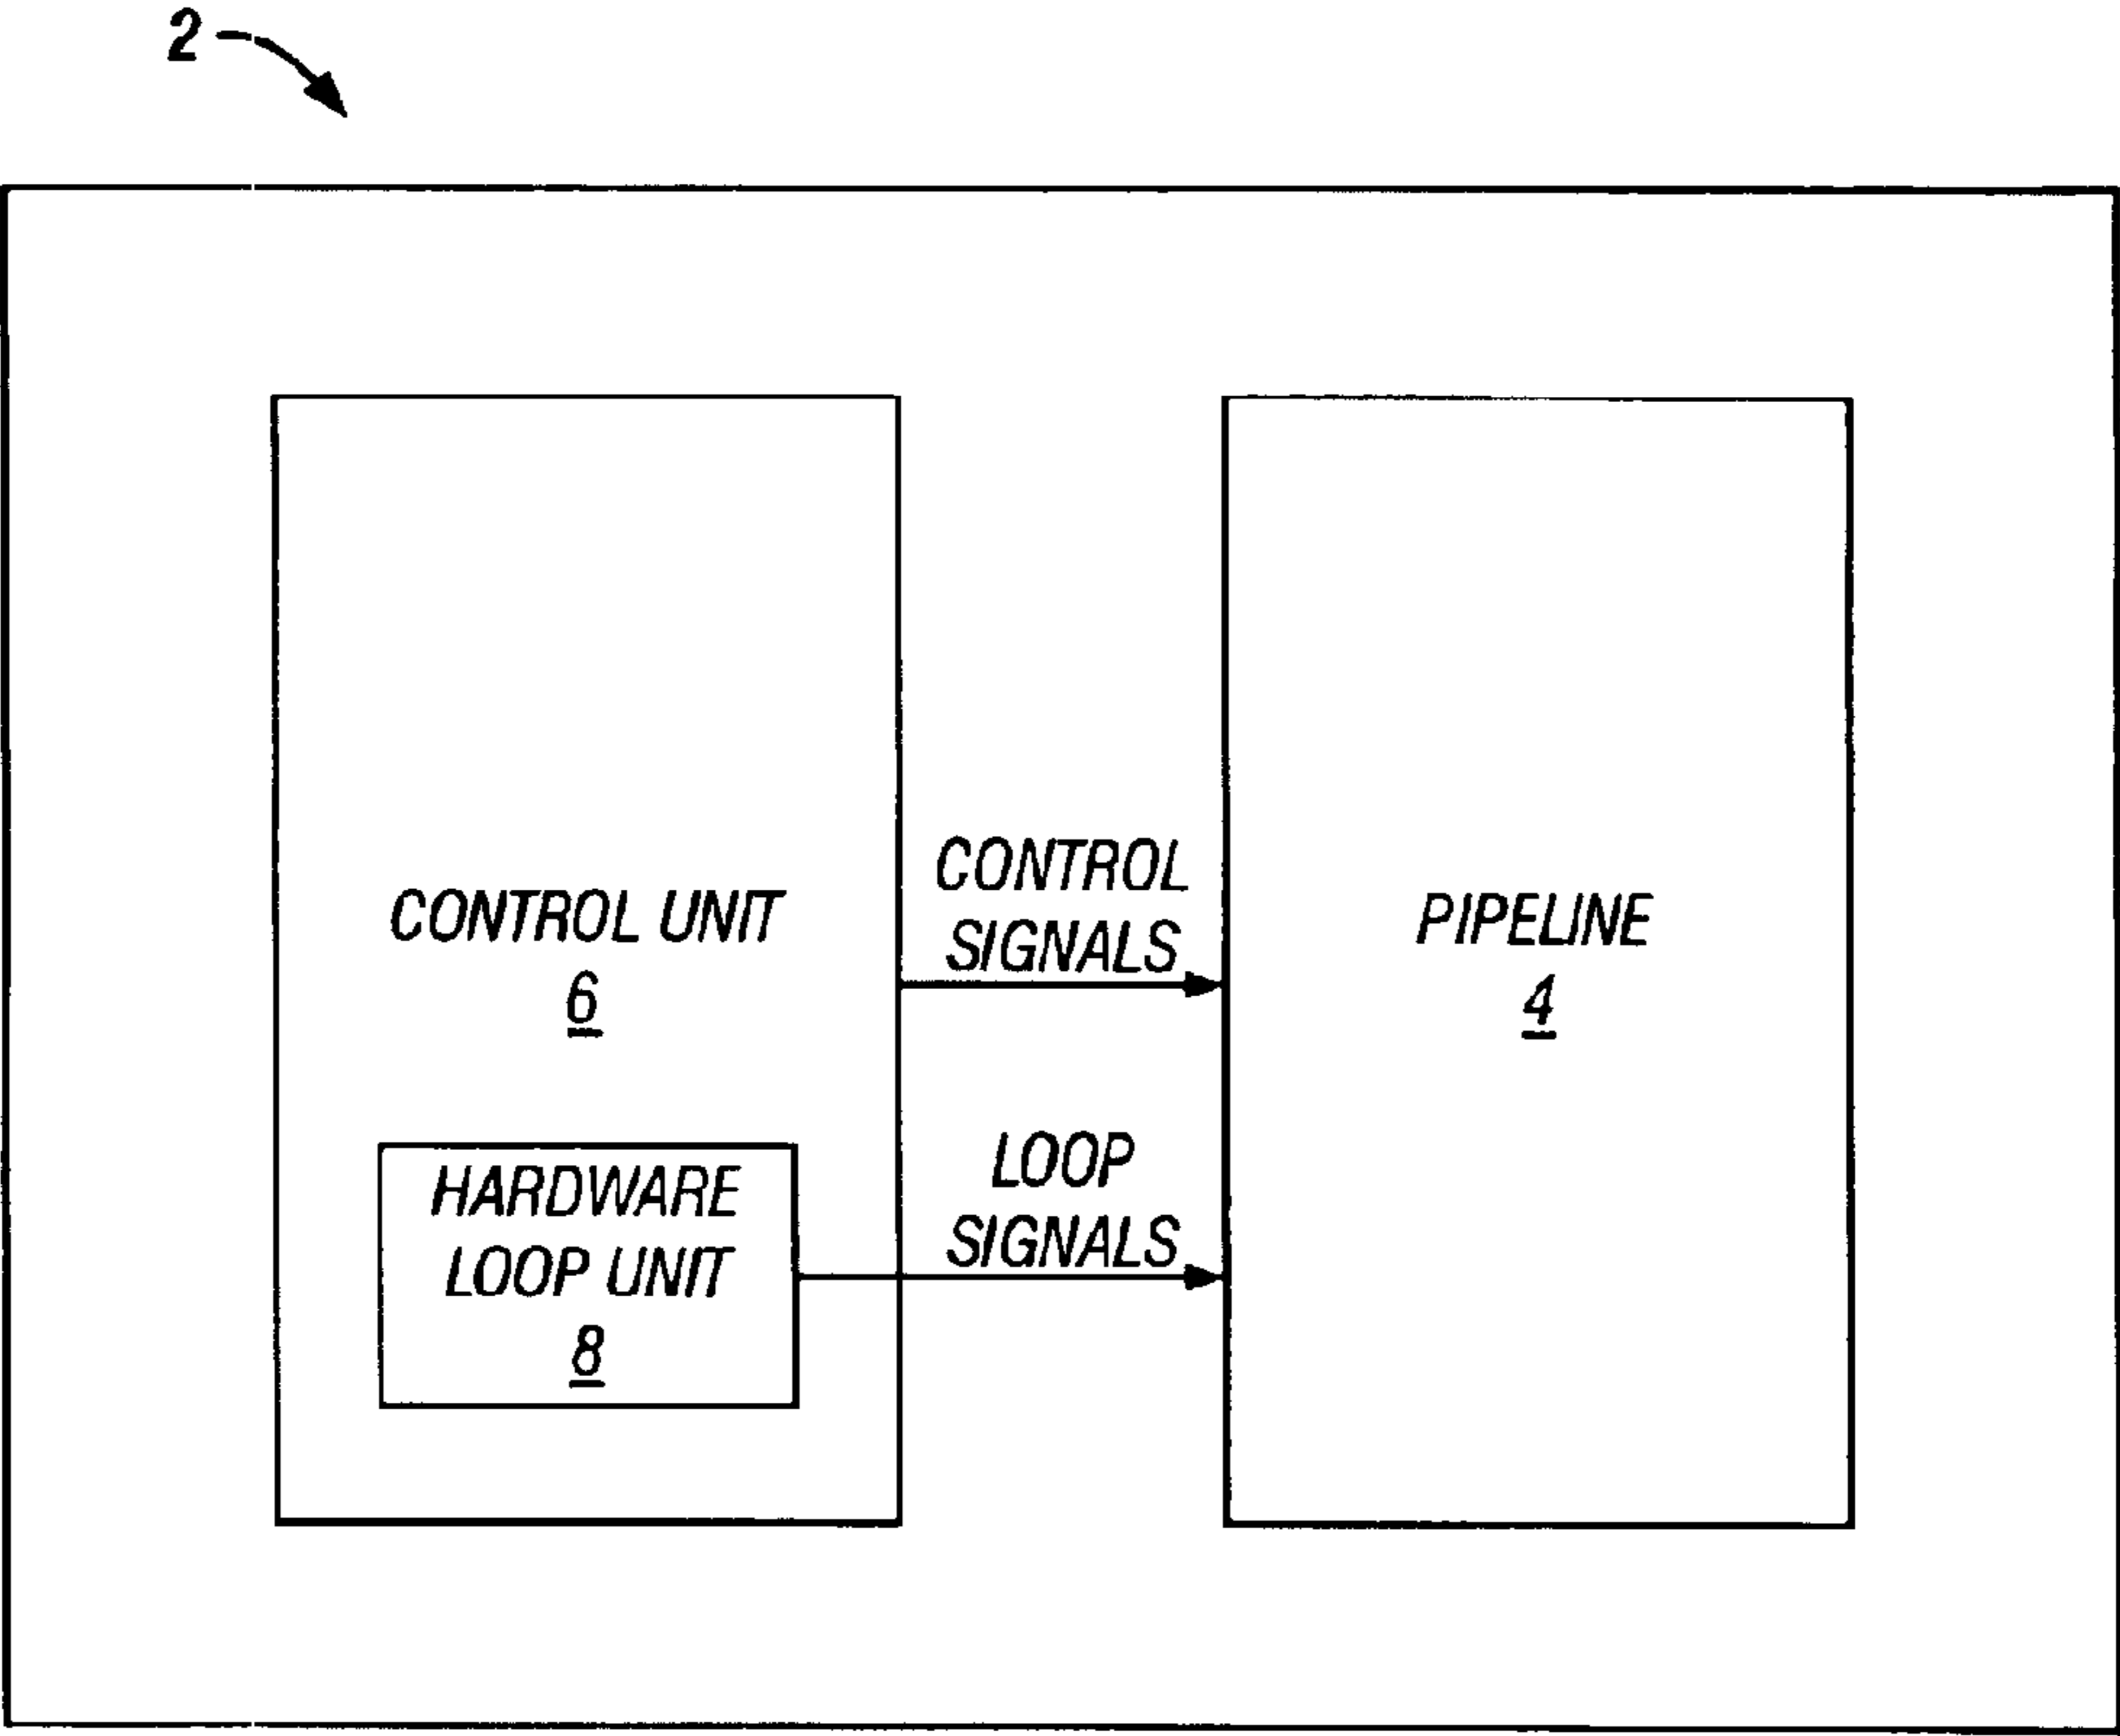 2
CONTROL UNIT
6
HARDWARE
LOOP UNIT
8
CONTROL
SIGNALS
LOOP
SIGNALS
PIPELINE
4